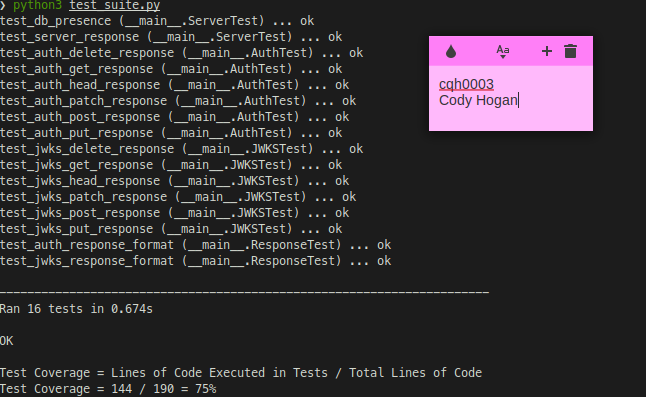 ❯ python3 test_suite.py
test_db_presence (__main__.ServerTest) ... ok
test_server_response (__main__.ServerTest) ... ok
test_auth_delete_response (__main__.AuthTest) ... ok
test_auth_get_response (__main__.AuthTest) ... ok
test_auth_head_response (__main__.AuthTest) ... ok
test_auth_patch_response (__main__.AuthTest) ... ok
test_auth_post_response (__main__.AuthTest) ... ok
test_auth_put_response (__main__.AuthTest) ... ok
test_jwks_delete_response (__main__.JWKSTest) ... ok
test_jwks_get_response (__main__.JWKSTest) ... ok
test_jwks_head_response (__main__.JWKSTest) ... ok
test_jwks_patch_response (__main__.JWKSTest) ... ok
test_jwks_post_response (__main__.JWKSTest) ... ok
test_jwks_put_response (__main__.JWKSTest) ... ok
test_auth_response_format (__main__.ResponseTest) ... ok
test_jwks_response_format (__main__.ResponseTest) ... ok
----------------------------------------------------------------------
Ran 16 tests in 0.674s
OK
Test Coverage = Lines of Code Executed in Tests / Total Lines of Code
Test Coverage = 144 / 190 = 75%
Aa
cqh0003
Cody Hogan